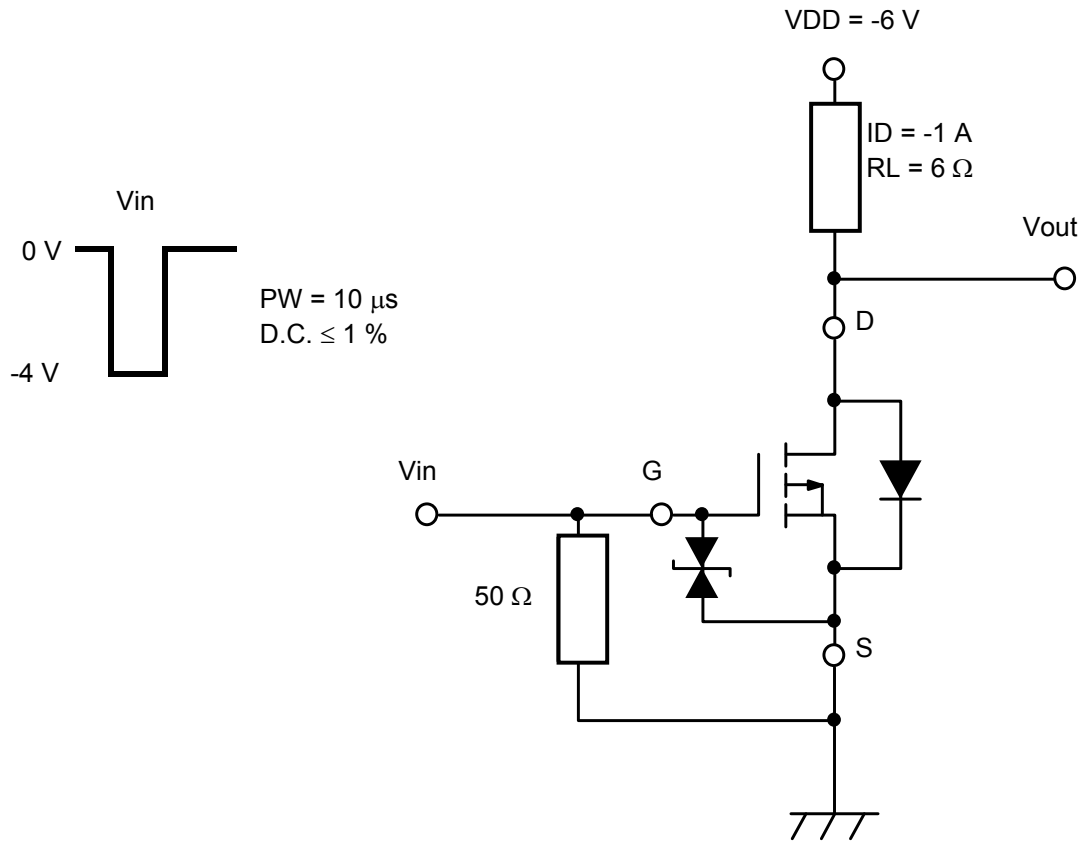 VDD = -6 V
ID = -1 A
RL = 6 Ω
Vin
Vout
0 V
PW = 10 μs
D.C. ≤ 1 %
D
-4 V
Vin
G
50 Ω
S